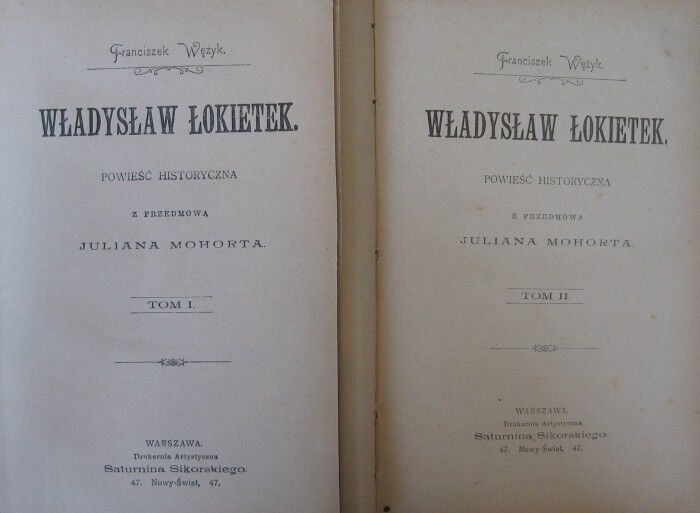 Franciszek Wężyk.
WŁADYSŁAW ŁOKIETEK.
POWIEŚĆ HISTORYCZNA
Z PRZEDMOWĄ
JULIANA MOHORTA.
TOM I.
WARSZAWA.
Drukarnia Artystyczna
Saturnina Sikorskiego.
47. Nowy-Świat, 47.
Franciszek Wężyk.
WŁADYSŁAW ŁOKIETEK.
POWIEŚĆ HISTORYCZNA
Z PRZEDMOWĄ
JULIANA MOHORTA.
TOM II.
WARSZAWA.
Drukarnia Artystyczna
Saturnina Sikorskiego.
47. Nowy-Świat, 47.